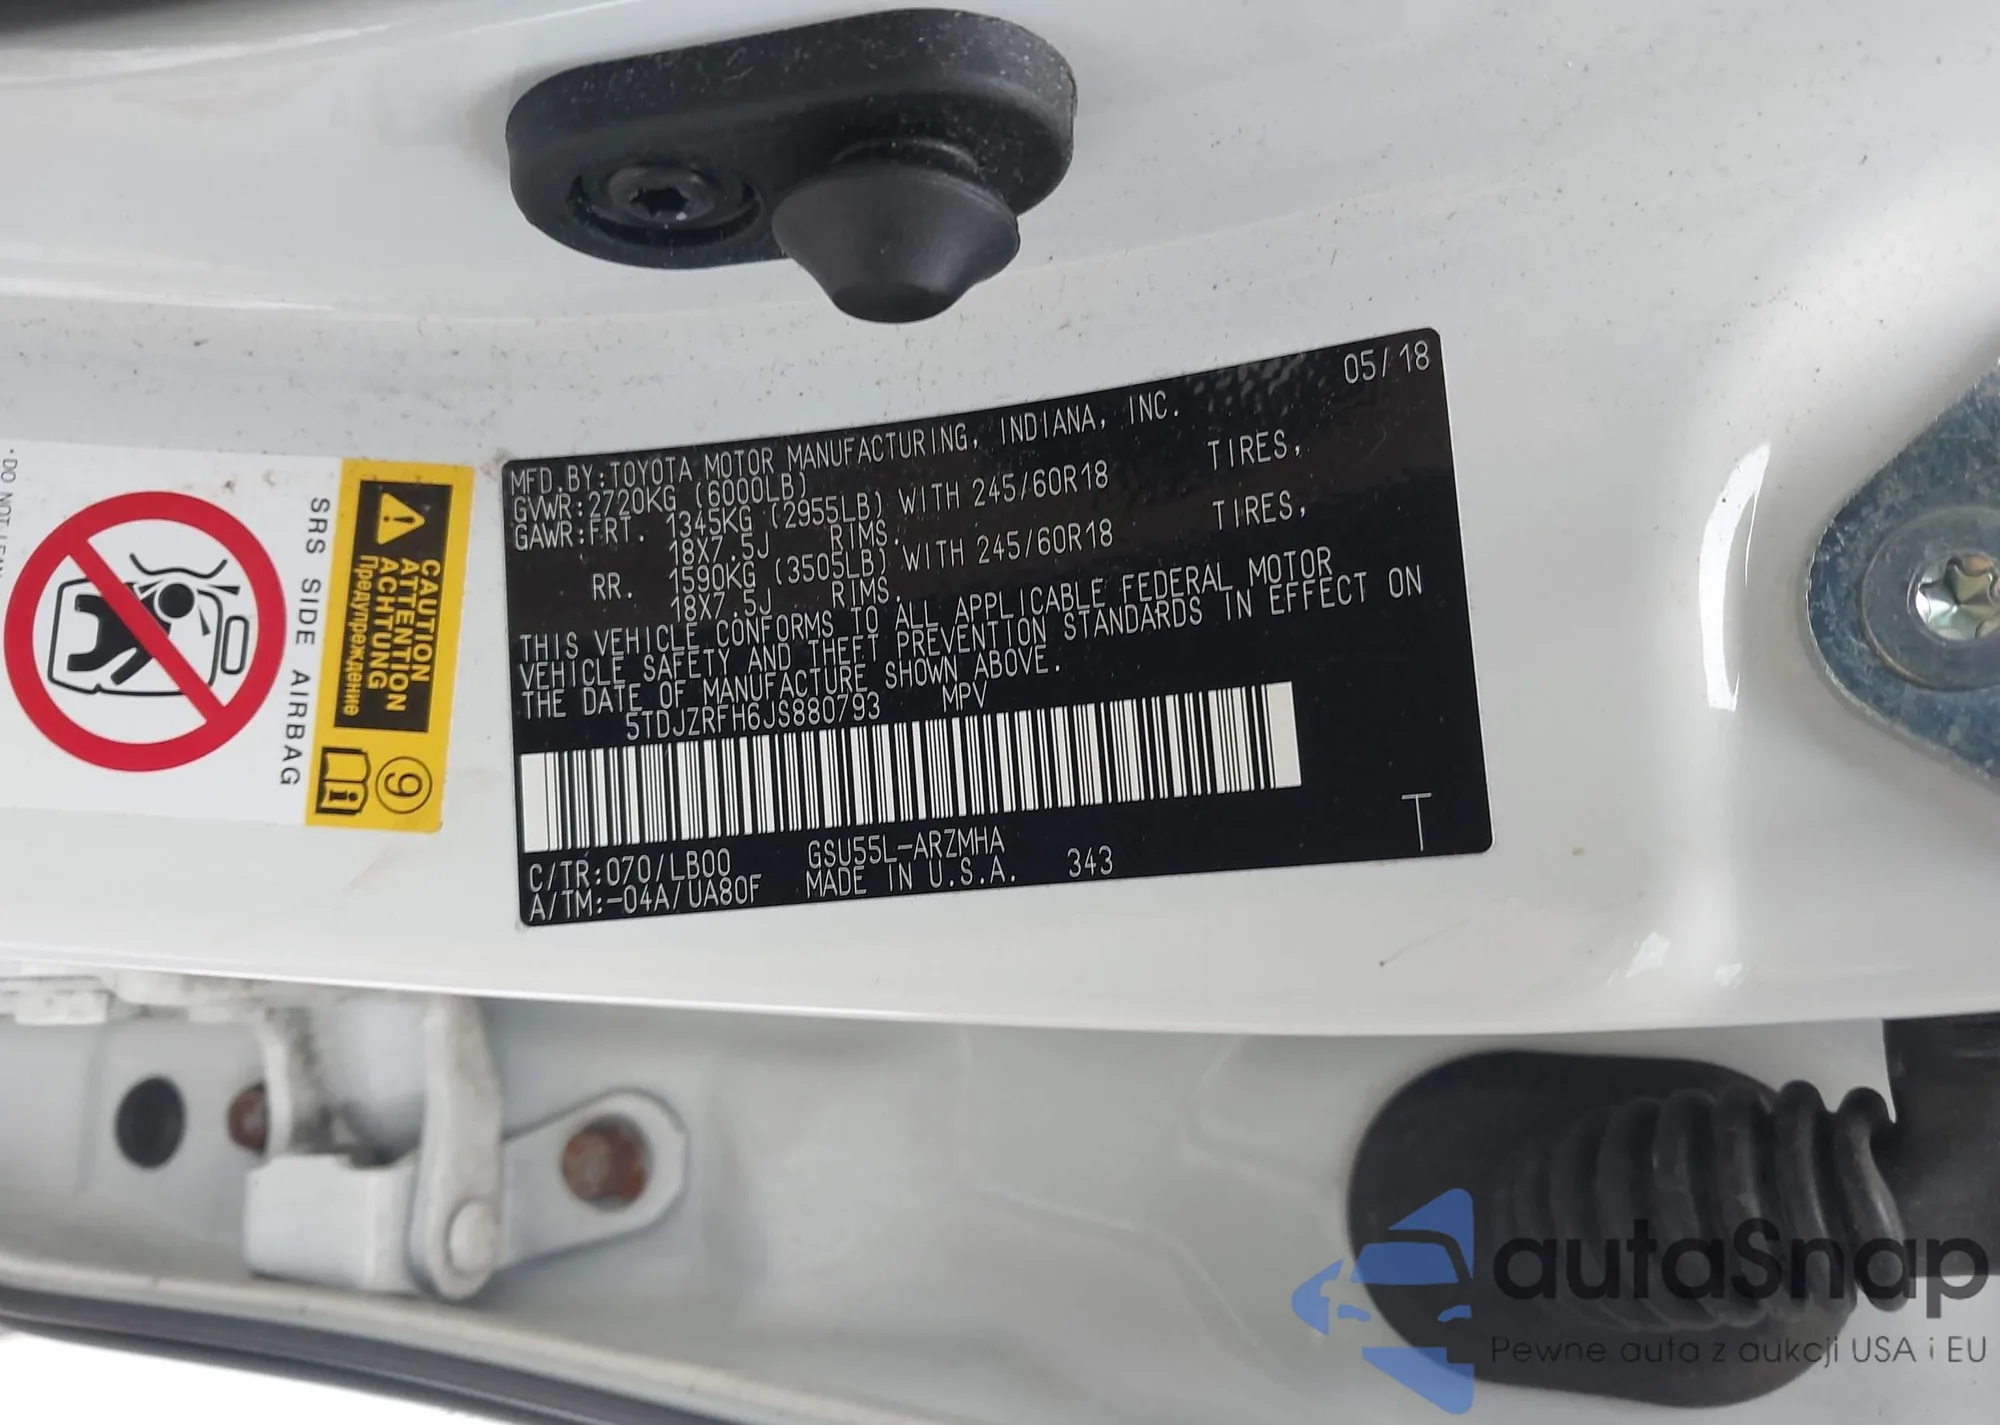 05/18
MFD.BY:TOYOTA MOTOR MANUFACTURING, INDIANA, INC.
GVWR:2720KG (6000LB)
GAWR:FRT. 1345KG (2955LB) WITH 245/60R18 TIRES,
18X7.5J RIMS.
RR. 1590KG (3505LB) WITH 245/60R18 TIRES,
18X7.5J RIMS.
THIS VEHICLE CONFORMS TO ALL APPLICABLE FEDERAL MOTOR
VEHICLE SAFETY AND THEFT PREVENTION STANDARDS IN EFFECT ON
THE DATE OF MANUFACTURE SHOWN ABOVE.
5TDJZRFH6JS880793 MPV
C/TR:070/LB00 GSU55L-ARZMHA
A/TM:-04A/UA80F MADE IN U.S.A. 343
T
CAUTION
ATTENTION
ACHTUNG
Предупреждение
9
i
SRS SIDE AIRBAG
• DO NOT LEAN
autaSnap
Pewne auta z aukcji USA i EU